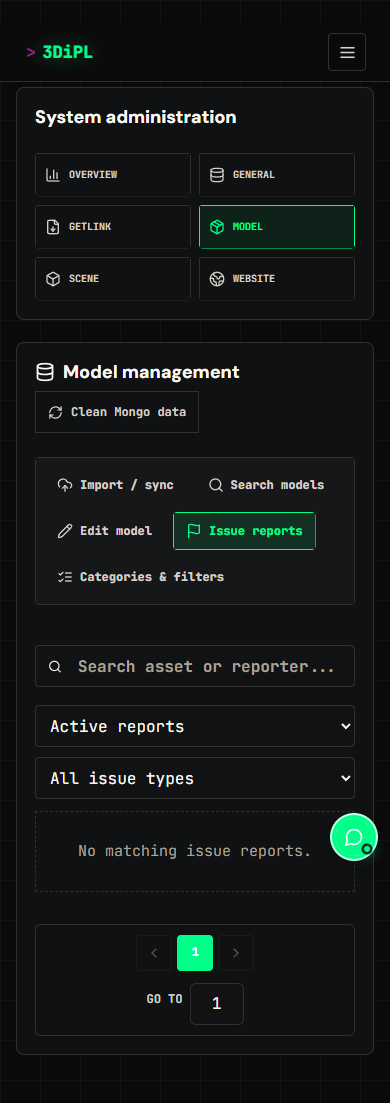 > 3DiPL
System administration
OVERVIEW
GENERAL
GETLINK
MODEL
SCENE
WEBSITE
Model management
Clean Mongo data
Import / sync
Search models
Edit model
Issue reports
Categories & filters
Search asset or reporter...
Active reports
All issue types
No matching issue reports.
1
GO TO 1